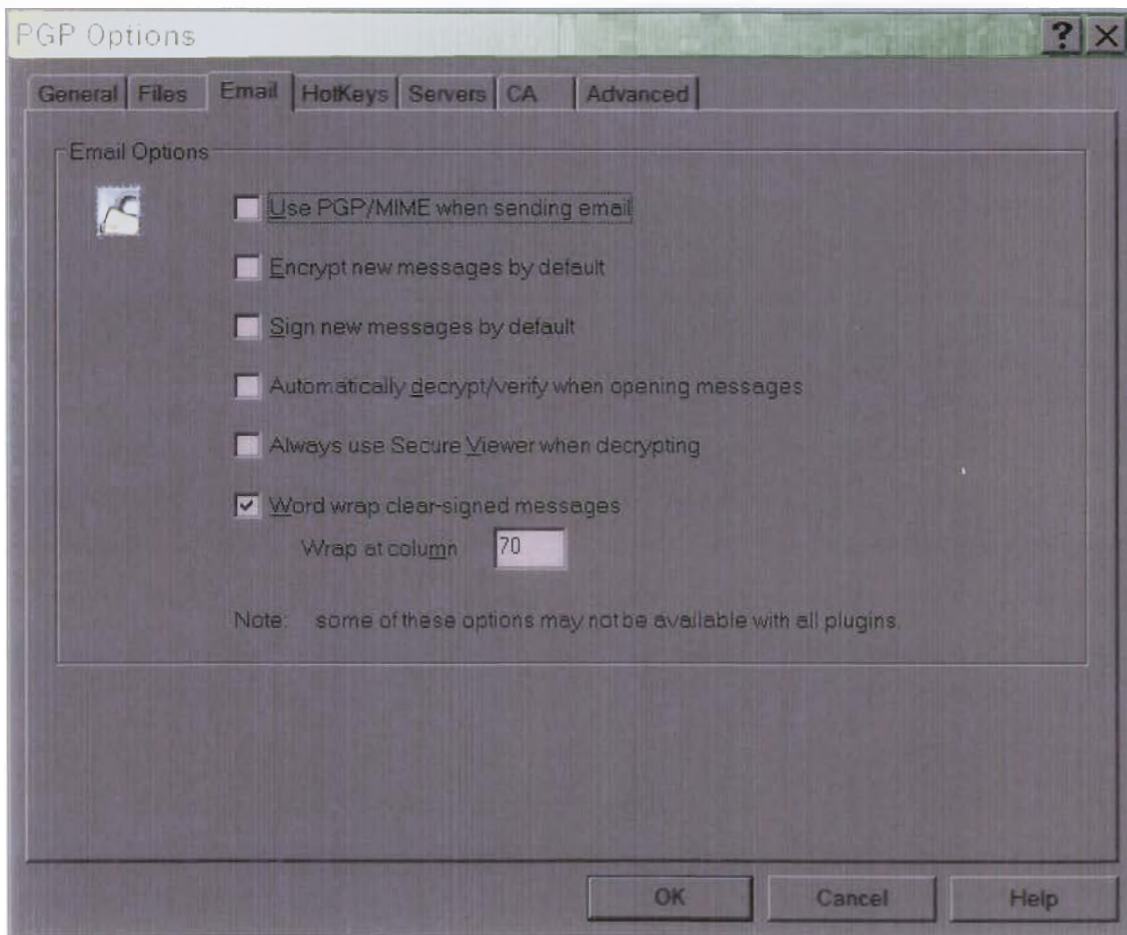 PGP Options
General Files Email HotKeys Servers CA Advanced
Email Options
Use PGP/MIME when sending email
Encrypt new messages by default
Sign new messages by default
Automatically decrypt/verify when opening messages
Always use Secure Viewer when decrypting
Word wrap clear-signed messages
Wrap at column 70
Note: some of these options may not be available with all plugins.
OK Cancel Help